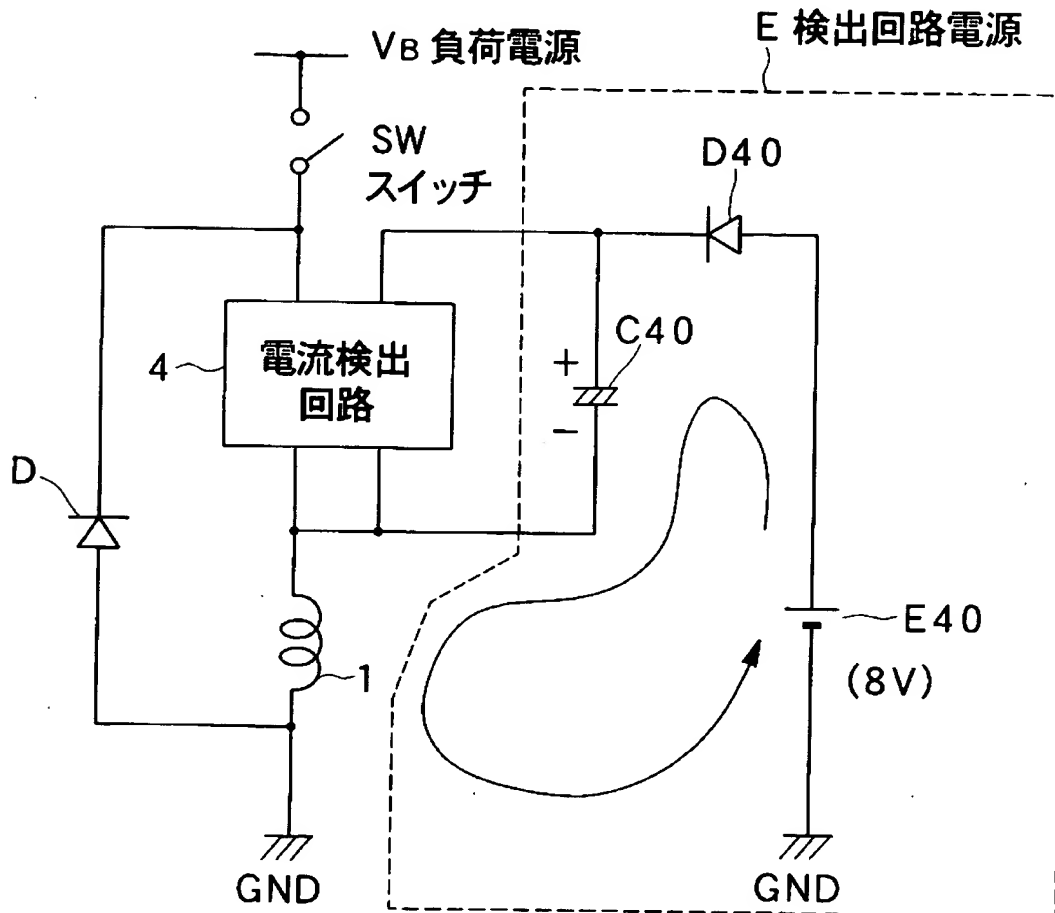 E 検出回路電源
VB 負荷電源
SW
スイッチ
D40
C40
+
−
4
電流検出
回路
D
1
E40
(8V)
GND
GND